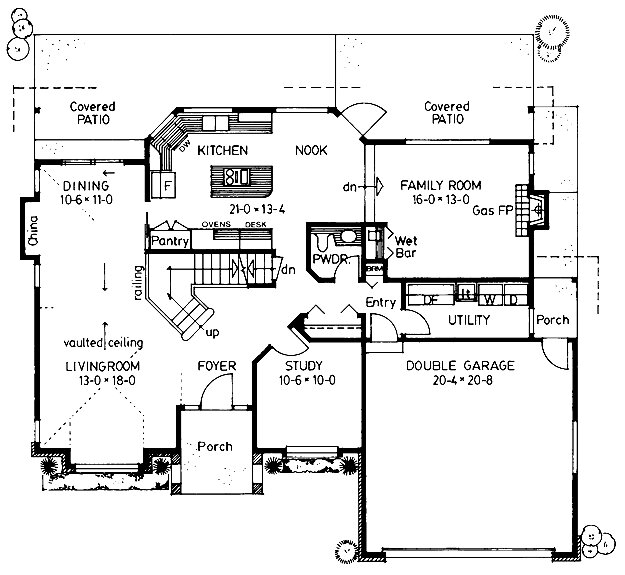 Covered
PATIO
Covered
PATIO
DW
KITCHEN
NOOK
F
DINING
10-6 × 11-0
dn
FAMILY ROOM
16-0 × 13-0
21-0 × 13-4
Gas FP
China
OVENS
DESK
Pantry
Wet
Bar
PWDR.
railing
dn
BRM
Entry
DF
lt
W
D
UTILITY
Porch
up
vaulted ceiling
LIVINGROOM
13-0 × 18-0
FOYER
STUDY
10-6 × 10-0
DOUBLE GARAGE
20-4 × 20-8
Porch